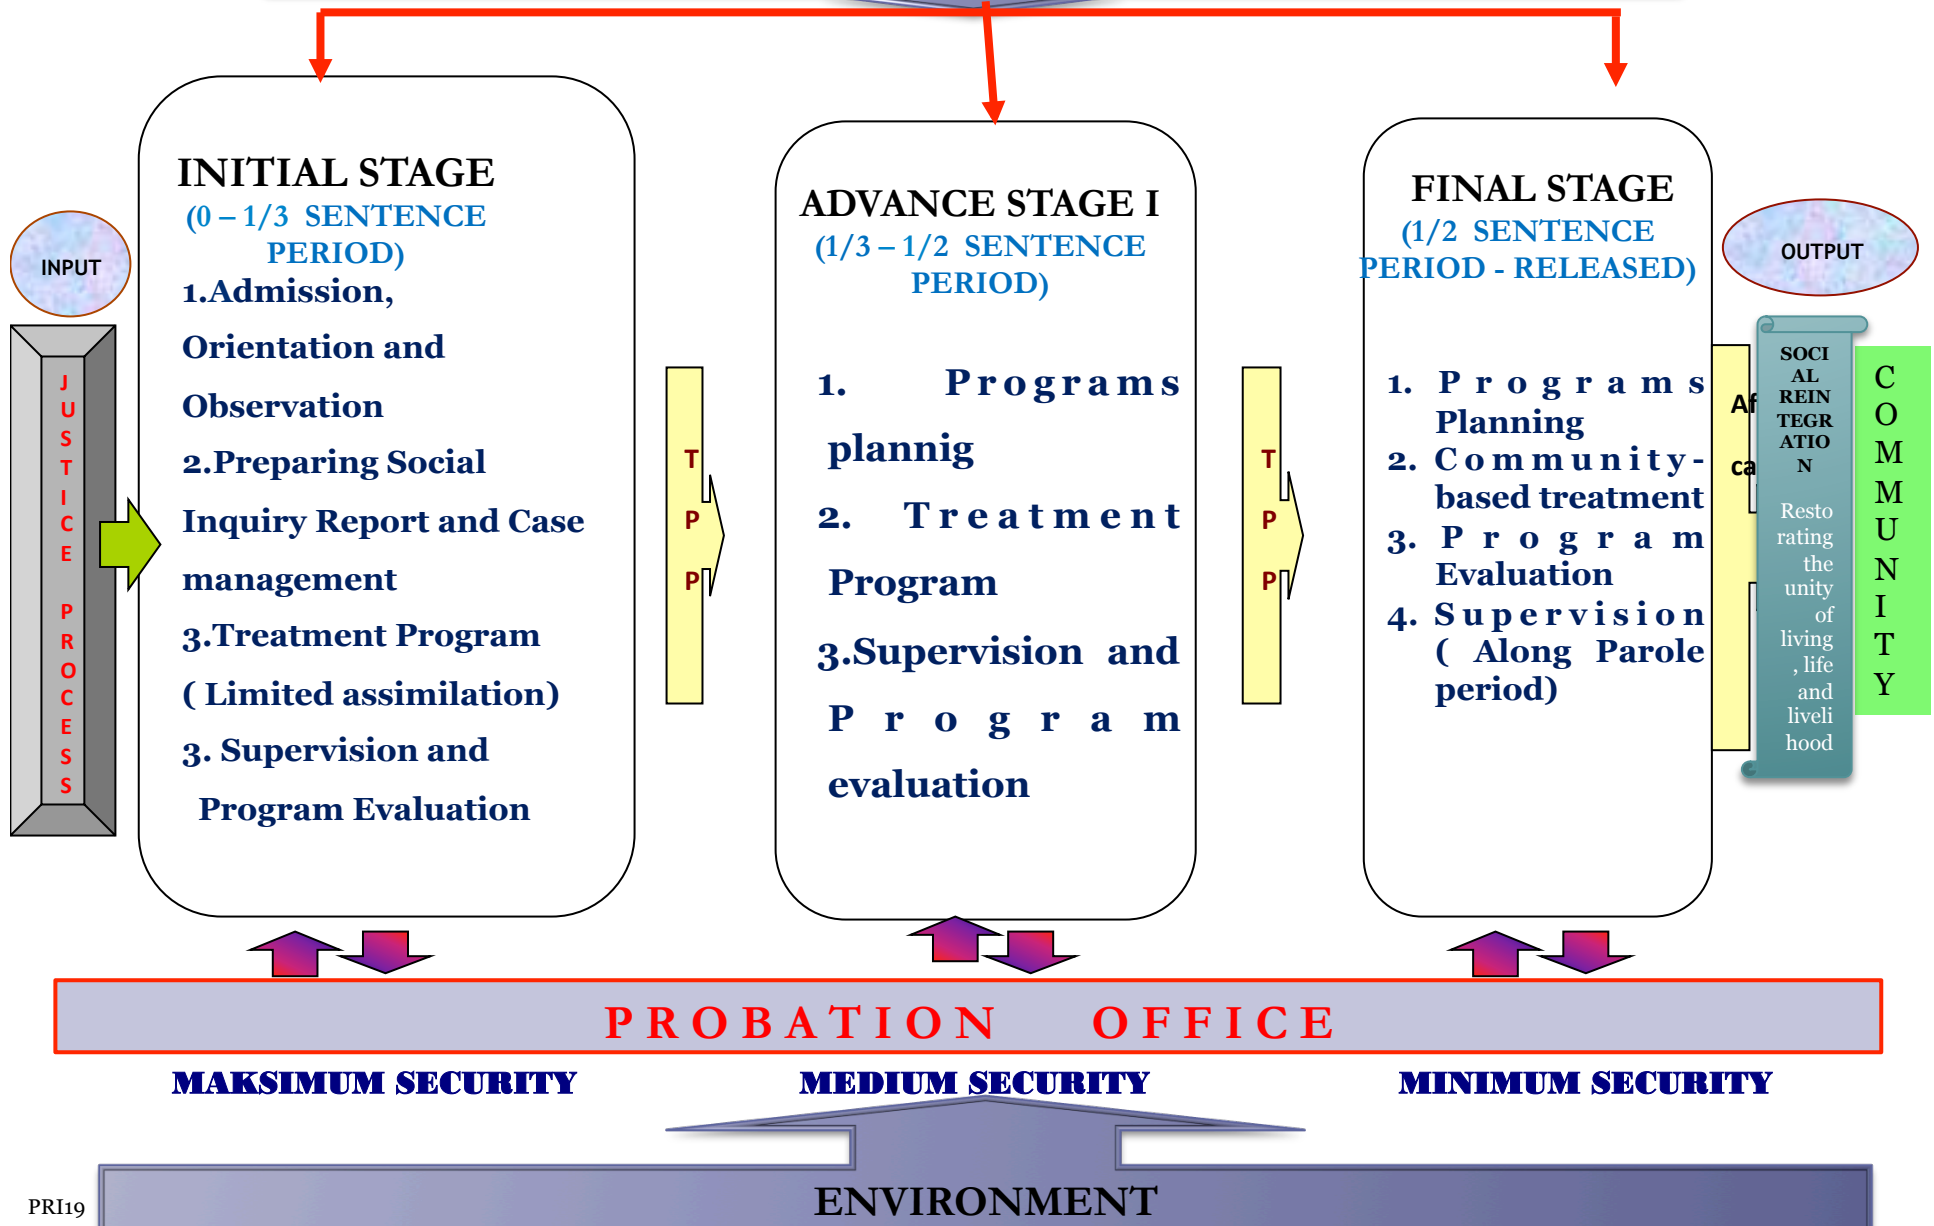 INPUT
JUSTICE PROCESS
INITIAL STAGE
(0 – 1/3 SENTENCE
PERIOD)
1.Admission,
Orientation and
Observation
2.Preparing Social
Inquiry Report and Case
management
3.Treatment Program
( Limited assimilation)
3. Supervision and
Program Evaluation
T
P
P
ADVANCE STAGE I
(1/3 – 1/2 SENTENCE
PERIOD)
1. Programs
plannig
2. Treatment
Program
3.Supervision and
Program
evaluation
T
P
P
FINAL STAGE
(1/2 SENTENCE
PERIOD - RELEASED)
1. Programs
Planning
2. Community-
based treatment
3. Program
Evaluation
4. Supervision
( Along Parole
period)
Af
ca
OUTPUT
SOCI
AL
REIN
TEGR
ATIO
N
Resto
rating
the
unity
of
living
, life
and
liveli
hood
COMMUNITY
PROBATION OFFICE
MAKSIMUM SECURITY
MEDIUM SECURITY
MINIMUM SECURITY
ENVIRONMENT
PRI19